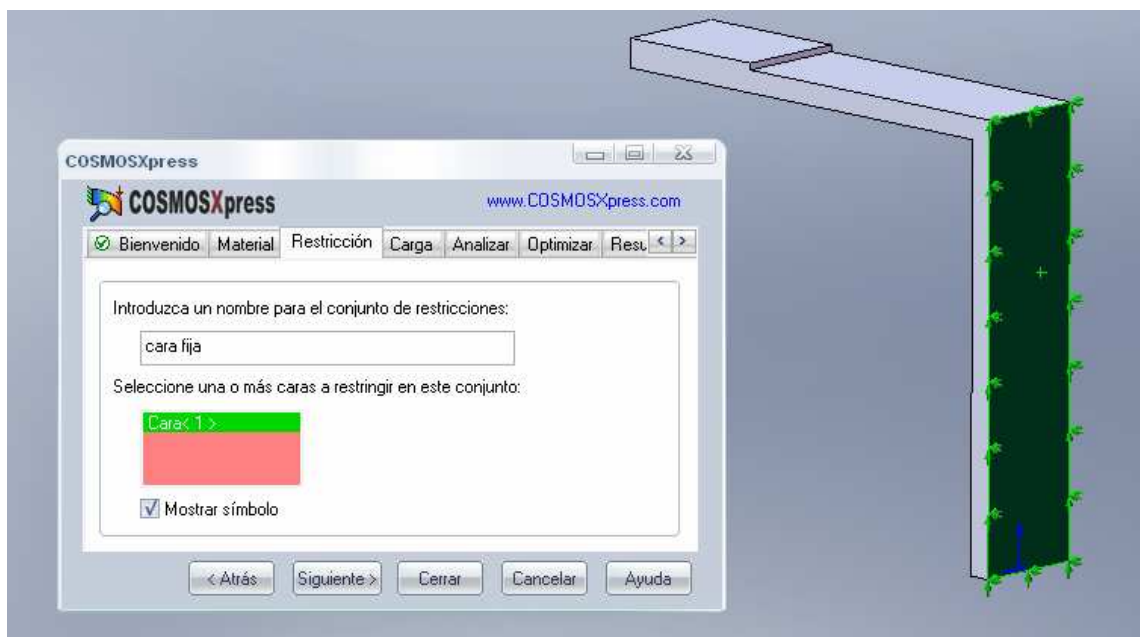 COSMOSXpress
COSMOSXpress www.COSMOSXpress.com
Bienvenido Material Restricción Carga Analizar Optimizar Resu < >
Introduzca un nombre para el conjunto de restricciones:
cara fija
Seleccione una o más caras a restringir en este conjunto:
Cara< 1 >
Mostrar símbolo
< Atrás Siguiente > Cerrar Cancelar Ayuda